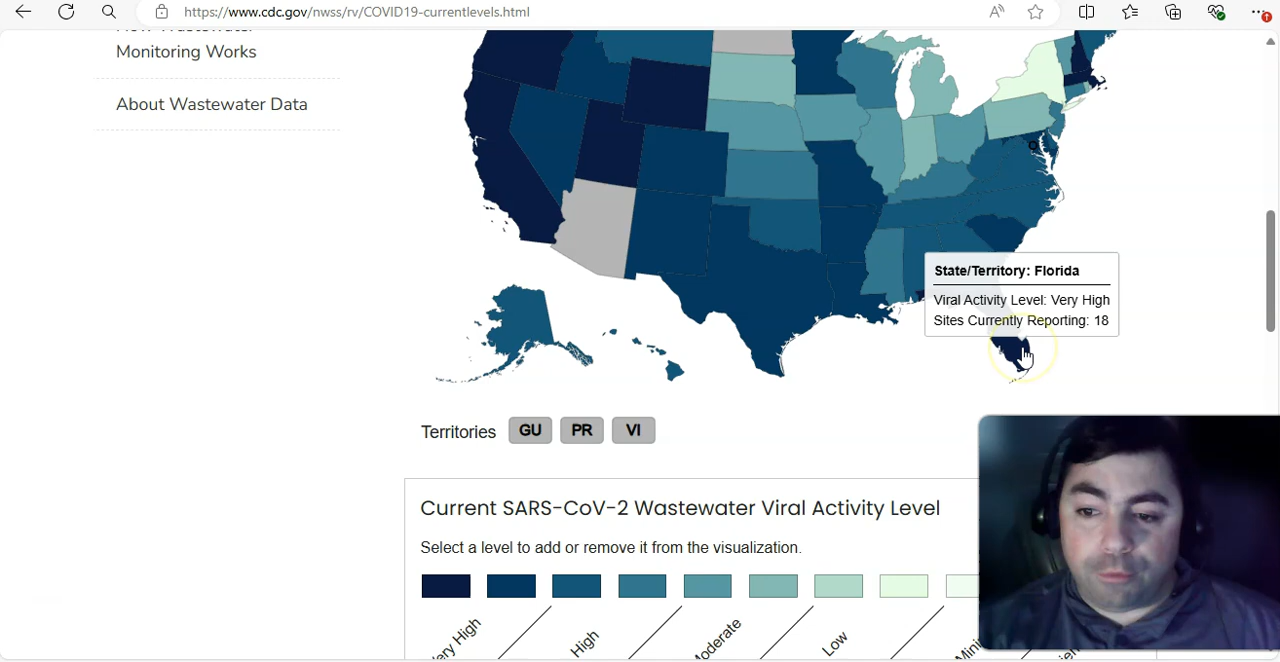 https://www.cdc.gov/nwss/rv/COVID19-currentlevels.html
Monitoring Works
About Wastewater Data
State/Territory: Florida
Viral Activity Level: Very High
Sites Currently Reporting: 18
Territories GU PR VI
Current SARS-CoV-2 Wastewater Viral Activity Level
Select a level to add or remove it from the visualization.
High
Low